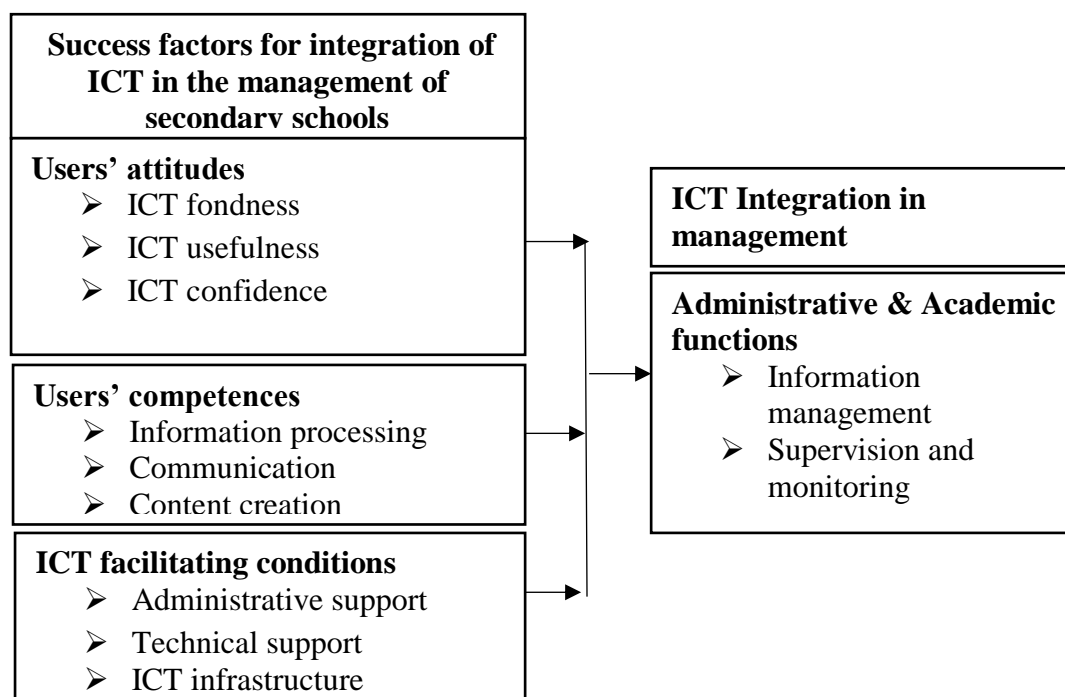 Success factors for integration of
ICT in the management of
secondary schools
Users’ attitudes
➢ ICT fondness
➢ ICT usefulness
➢ ICT confidence
Users’ competences
➢ Information processing
➢ Communication
➢ Content creation
ICT facilitating conditions
➢ Administrative support
➢ Technical support
➢ ICT infrastructure
ICT Integration in
management
Administrative & Academic
functions
➢ Information
management
➢ Supervision and
monitoring